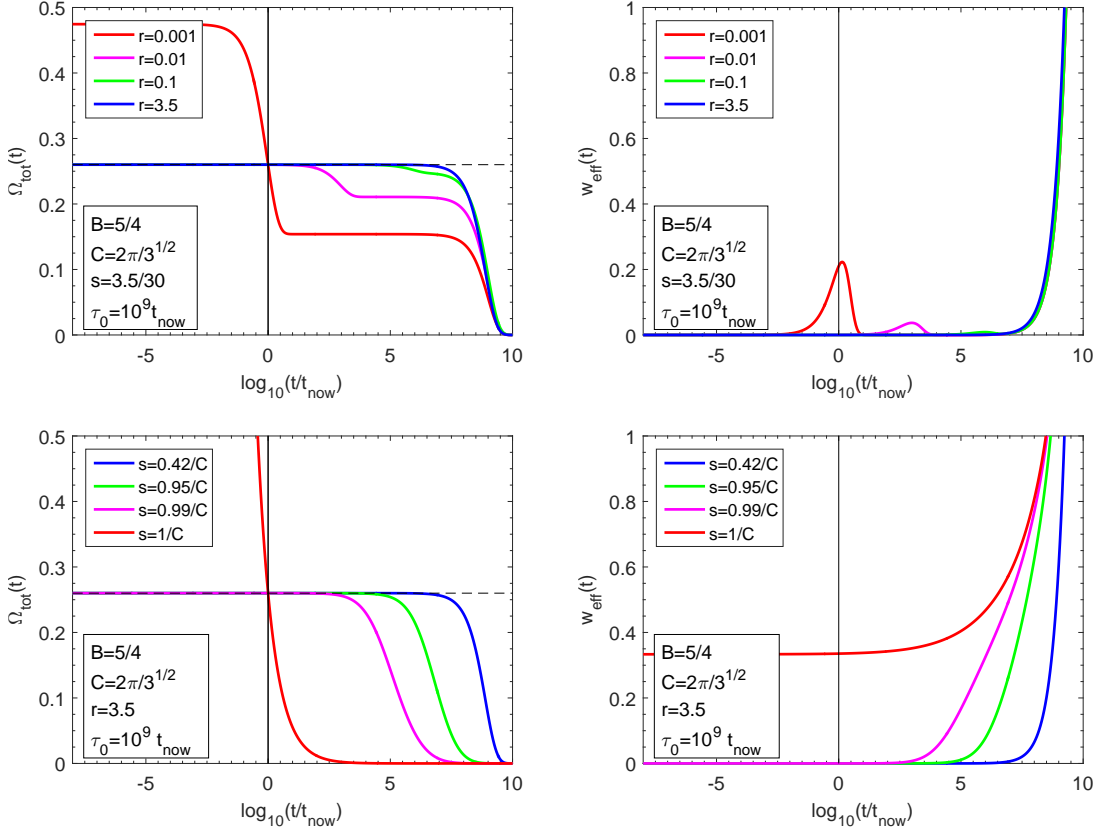 0.5
0.4
0.3
0.2
0.1
0
-5
0
5
10
Ω_tot(t)
log_10(t/t_now)
r=0.001
r=0.01
r=0.1
r=3.5
B=5/4
C=2π/3^1/2
s=3.5/30
τ_0=10^9t_now
1
0.8
0.6
0.4
0.2
0
-5
0
5
10
w_eff(t)
log_10(t/t_now)
r=0.001
r=0.01
r=0.1
r=3.5
B=5/4
C=2π/3^1/2
s=3.5/30
τ_0=10^9t_now
0.5
0.4
0.3
0.2
0.1
0
-5
0
5
10
Ω_tot(t)
log_10(t/t_now)
s=0.42/C
s=0.95/C
s=0.99/C
s=1/C
B=5/4
C=2π/3^1/2
r=3.5
τ_0=10^9 t_now
1
0.8
0.6
0.4
0.2
0
-5
0
5
10
w_eff(t)
log_10(t/t_now)
s=0.42/C
s=0.95/C
s=0.99/C
s=1/C
B=5/4
C=2π/3^1/2
r=3.5
τ_0=10^9 t_now